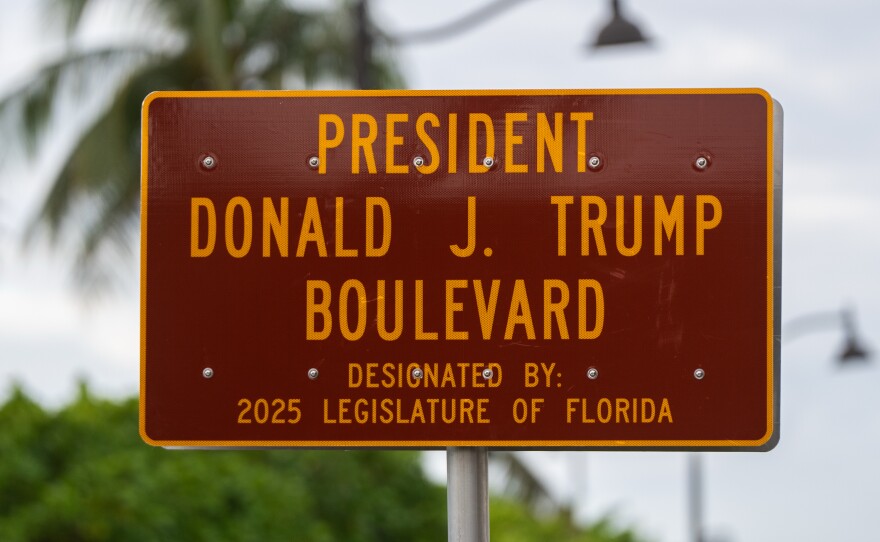 PRESIDENT
DONALD J. TRUMP
BOULEVARD
DESIGNATED BY:
2025 LEGISLATURE OF FLORIDA